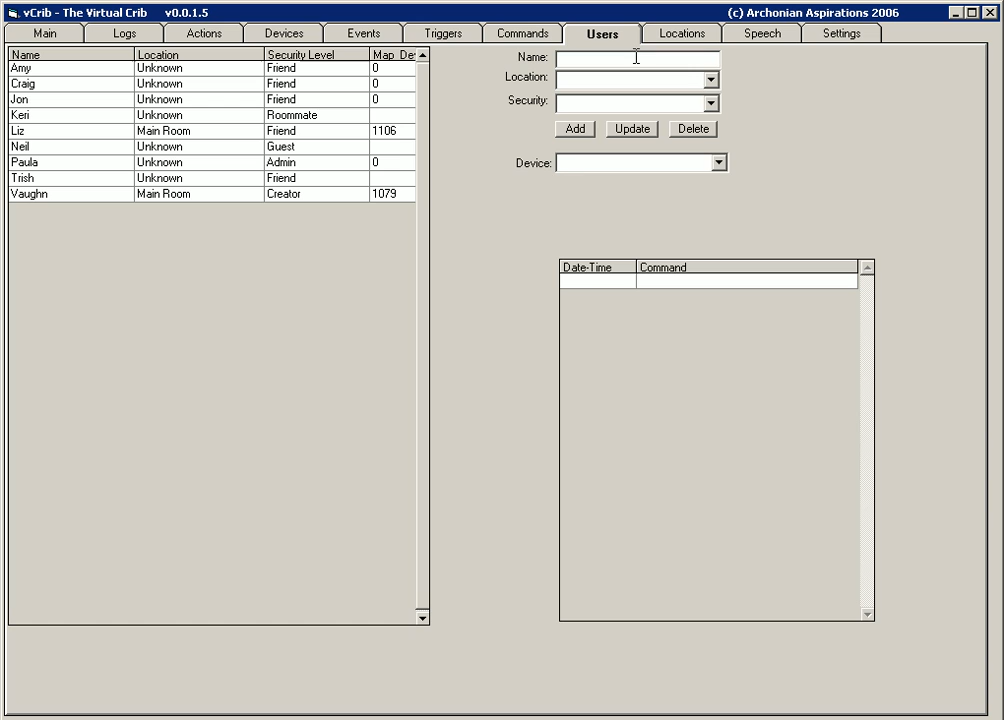 vCrib - The Virtual Crib v0.0.1.5 (c) Archonian Aspirations 2006
Main Logs Actions Devices Events Triggers Commands Users Locations Speech Settings
Name Location Security Level Map De
Amy Unknown Friend 0
Craig Unknown Friend 0
Jon Unknown Friend 0
Keri Unknown Roommate
Liz Main Room Friend 1106
Neil Unknown Guest
Paula Unknown Admin 0
Trish Unknown Friend
Vaughn Main Room Creator 1079
Name:
Location:
Security:
Add Update Delete
Device:
Date-Time Command